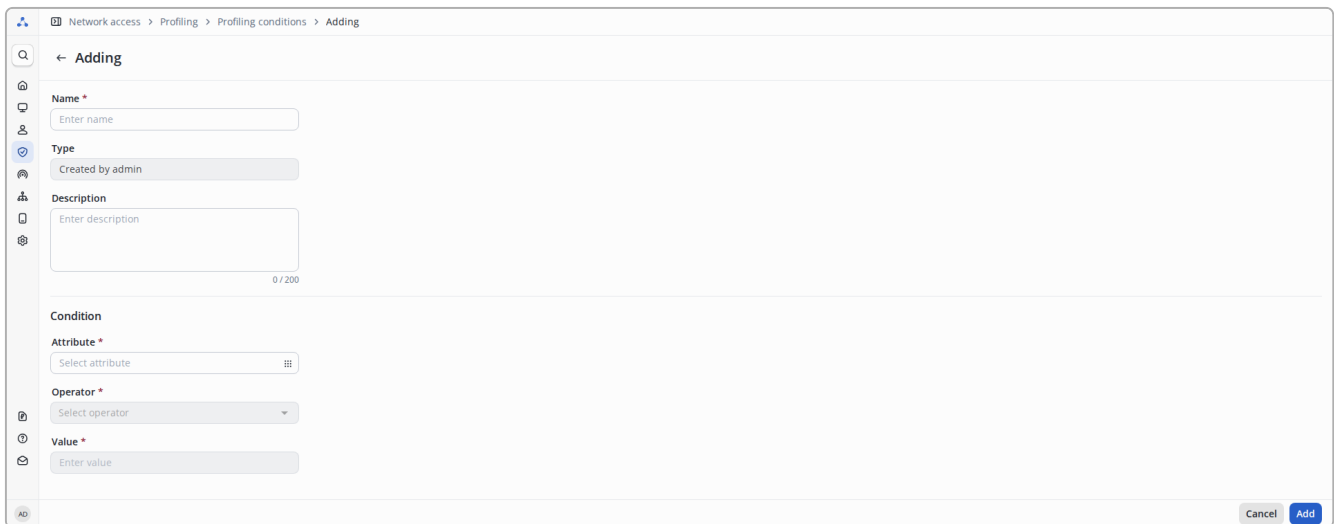 Network access > Profiling > Profiling conditions > Adding
← Adding
Name *
Enter name
Type
Created by admin
Description
Enter description
0 / 200
Condition
Attribute *
Select attribute
Operator *
Select operator
Value *
Enter value
AD
Cancel Add